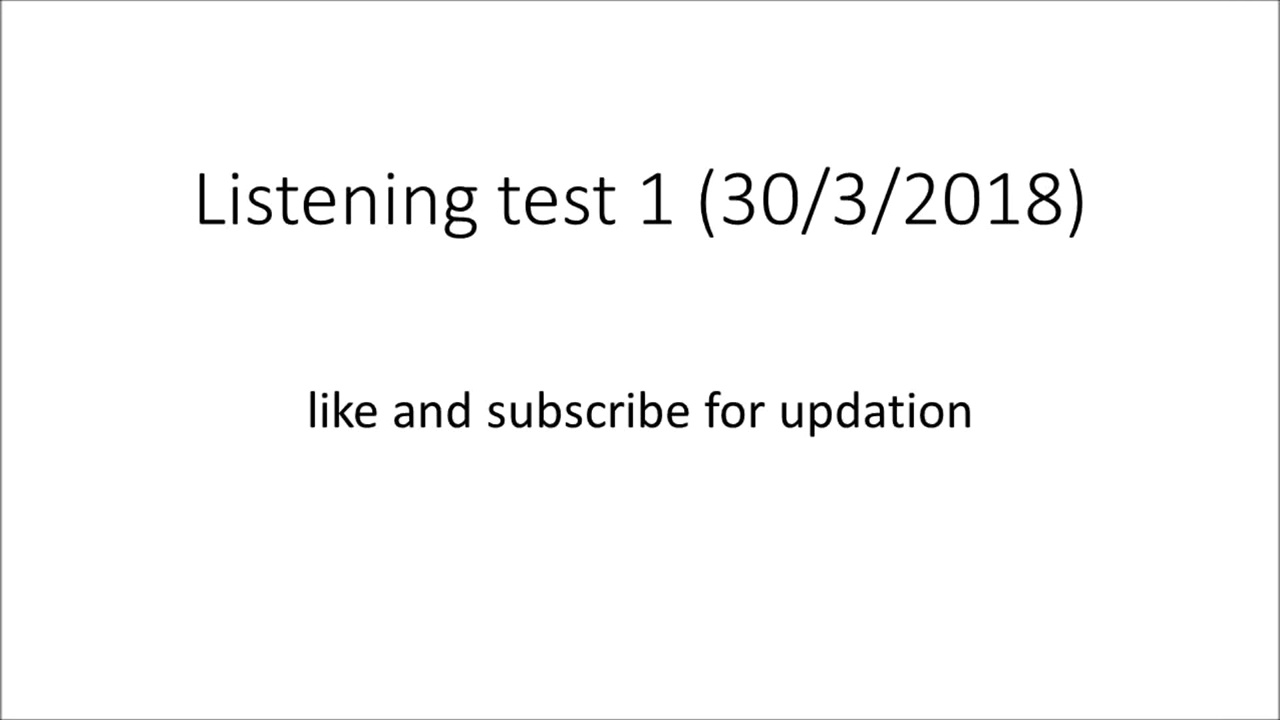 Listening test 1 (30/3/2018)
like and subscribe for updation